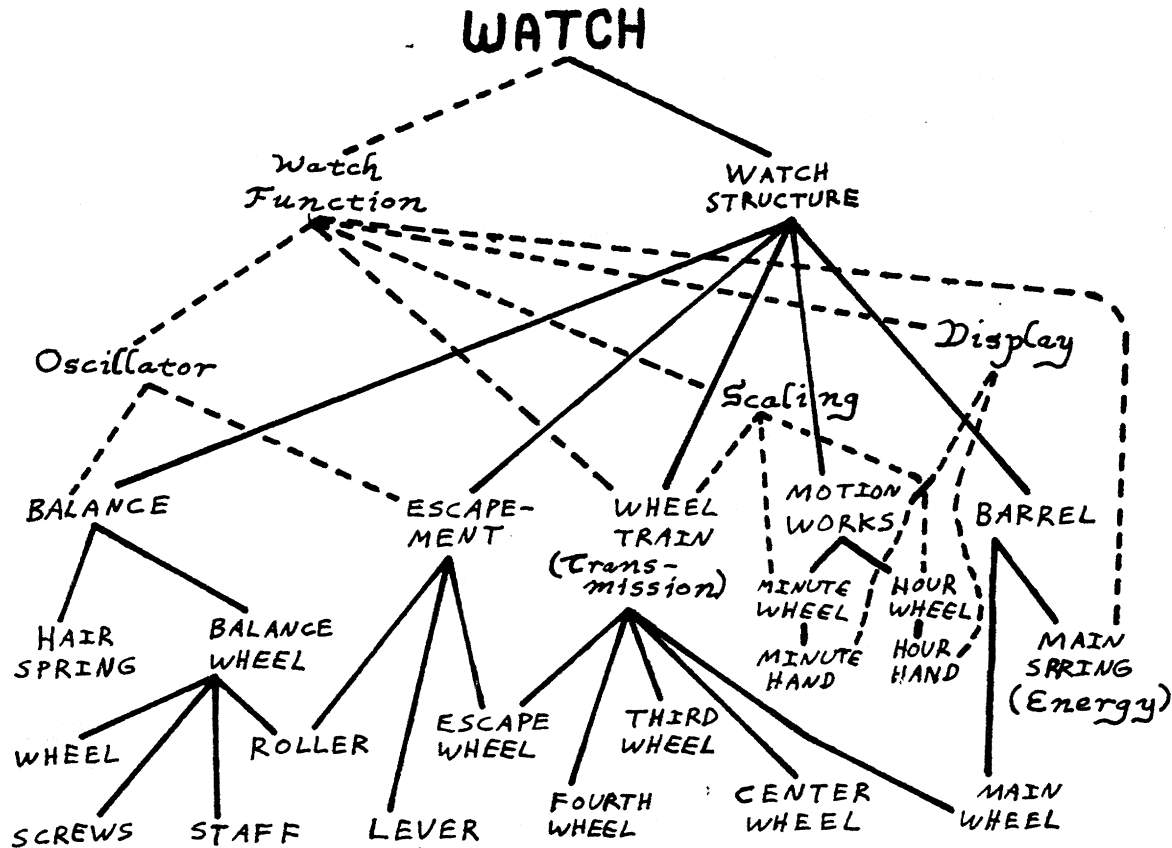 WATCH
Watch
Function
WATCH
STRUCTURE
Oscillator
Display
Scaling
BALANCE
ESCAPE-
MENT
WHEEL
TRAIN
(Trans-
mission)
MOTION
WORKS
BARREL
MINUTE
WHEEL
HOUR
WHEEL
HAIR
SPRING
BALANCE
WHEEL
MINUTE
HAND
HOUR
HAND
MAIN
SPRING
(Energy)
WHEEL
ROLLER
ESCAPE
WHEEL
THIRD
WHEEL
SCREWS
STAFF
LEVER
FOURTH
WHEEL
CENTER
WHEEL
MAIN
WHEEL